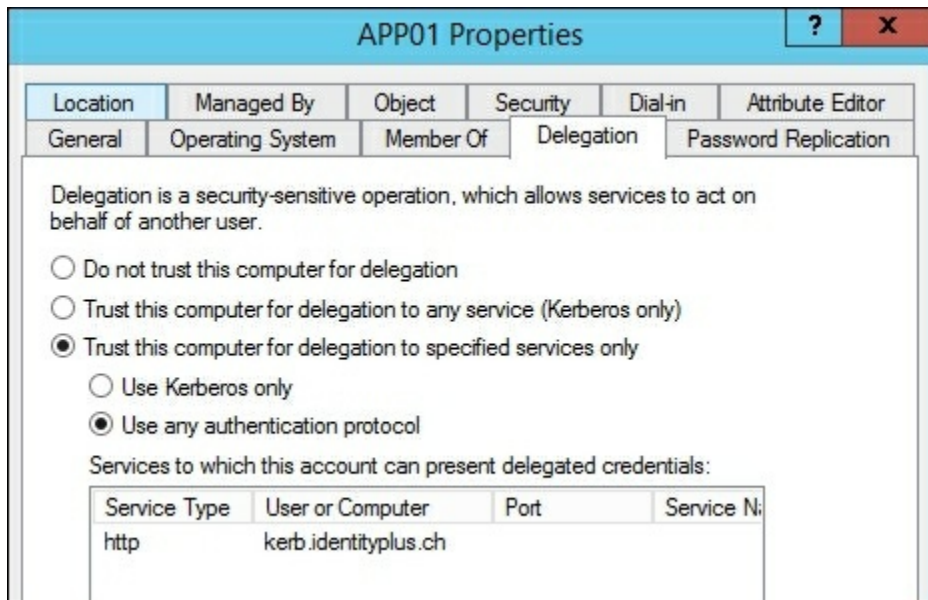 APP01 Properties
?
x
Location Managed By Object Security Dial-in Attribute Editor
General Operating System Member Of Delegation Password Replication
Delegation is a security-sensitive operation, which allows services to act on
behalf of another user.
Do not trust this computer for delegation
Trust this computer for delegation to any service (Kerberos only)
Trust this computer for delegation to specified services only
Use Kerberos only
Use any authentication protocol
Services to which this account can present delegated credentials:
Service Type User or Computer Port Service
http kerb.identityplus.ch